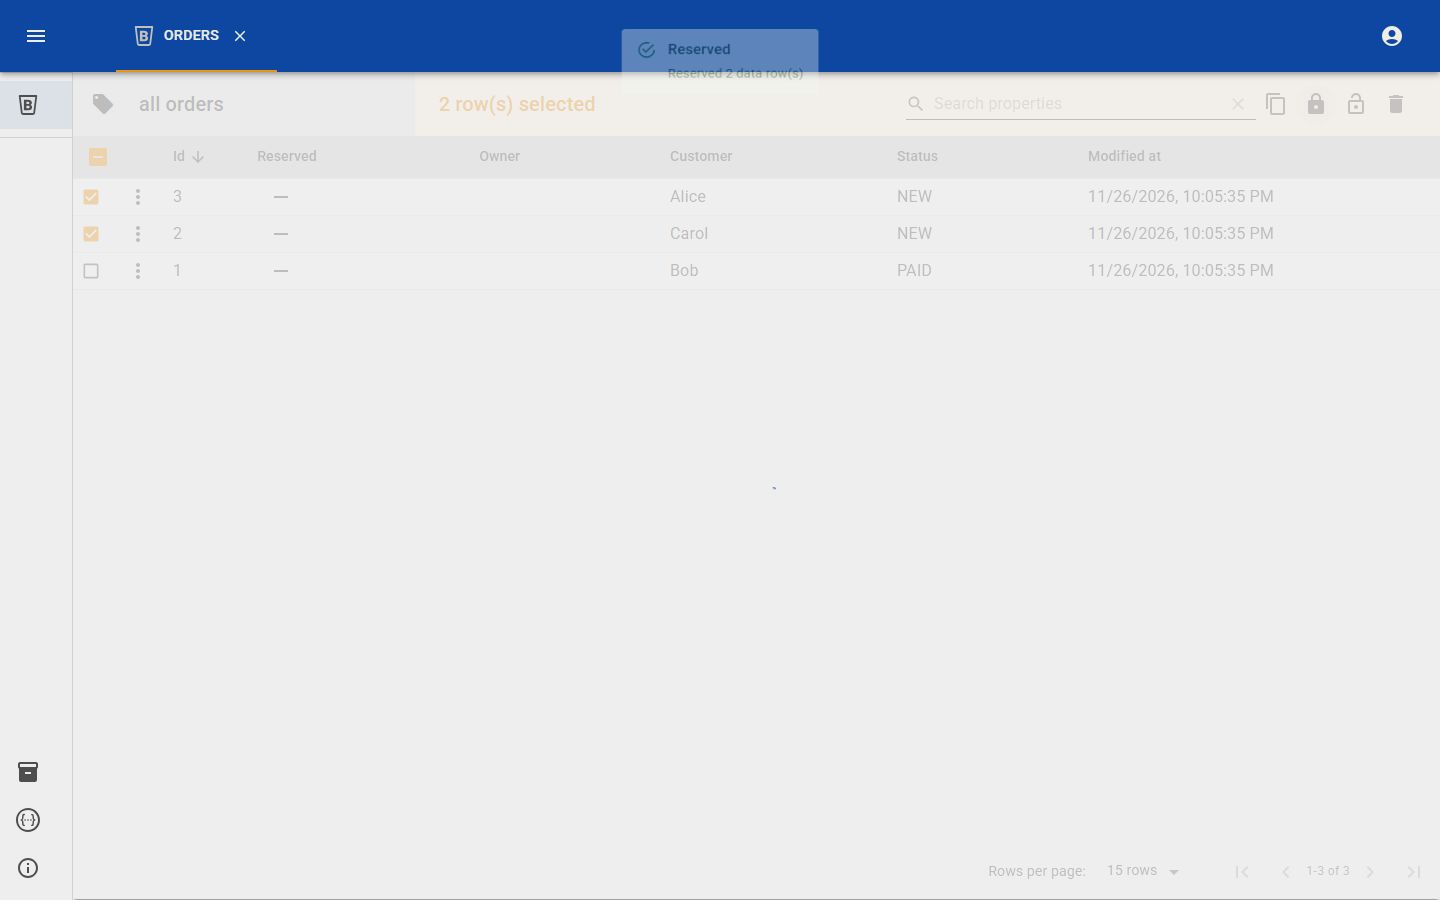 ORDERS
Reserved
Reserved 2 data row(s)
all orders
2 row(s) selected
Search properties
Id Reserved Owner Customer Status Modified at
3 — Alice NEW 11/26/2026, 10:05:35 PM
2 — Carol NEW 11/26/2026, 10:05:35 PM
1 — Bob PAID 11/26/2026, 10:05:35 PM
Rows per page: 15 rows 1-3 of 3